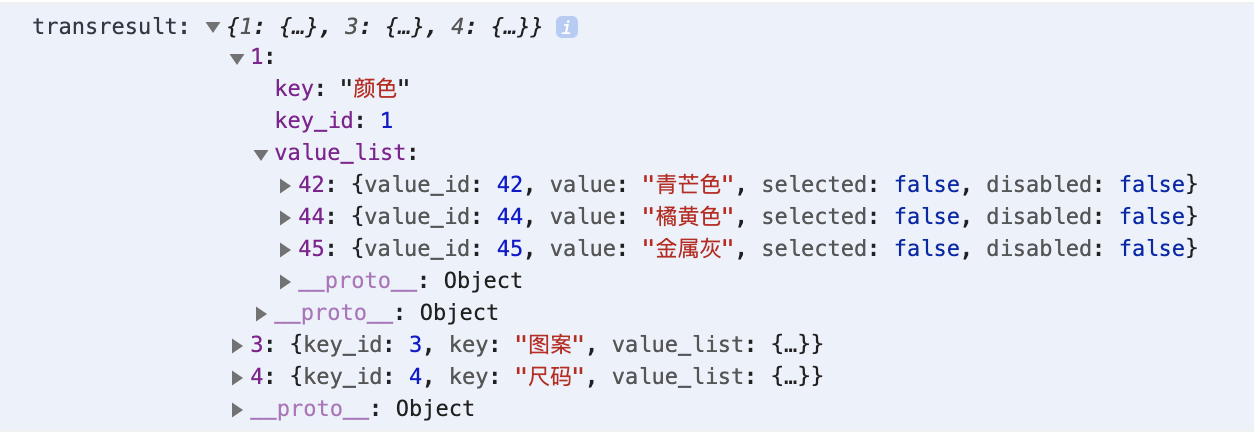 transresult: ▼{1: {…}, 3: {…}, 4: {…}} i
▼1:
key: "颜色"
key_id: 1
▼value_list:
▶42: {value_id: 42, value: "青芒色", selected: false, disabled: false}
▶44: {value_id: 44, value: "橘黄色", selected: false, disabled: false}
▶45: {value_id: 45, value: "金属灰", selected: false, disabled: false}
▶__proto__: Object
▶__proto__: Object
▶3: {key_id: 3, key: "图案", value_list: {…}}
▶4: {key_id: 4, key: "尺码", value_list: {…}}
▶__proto__: Object